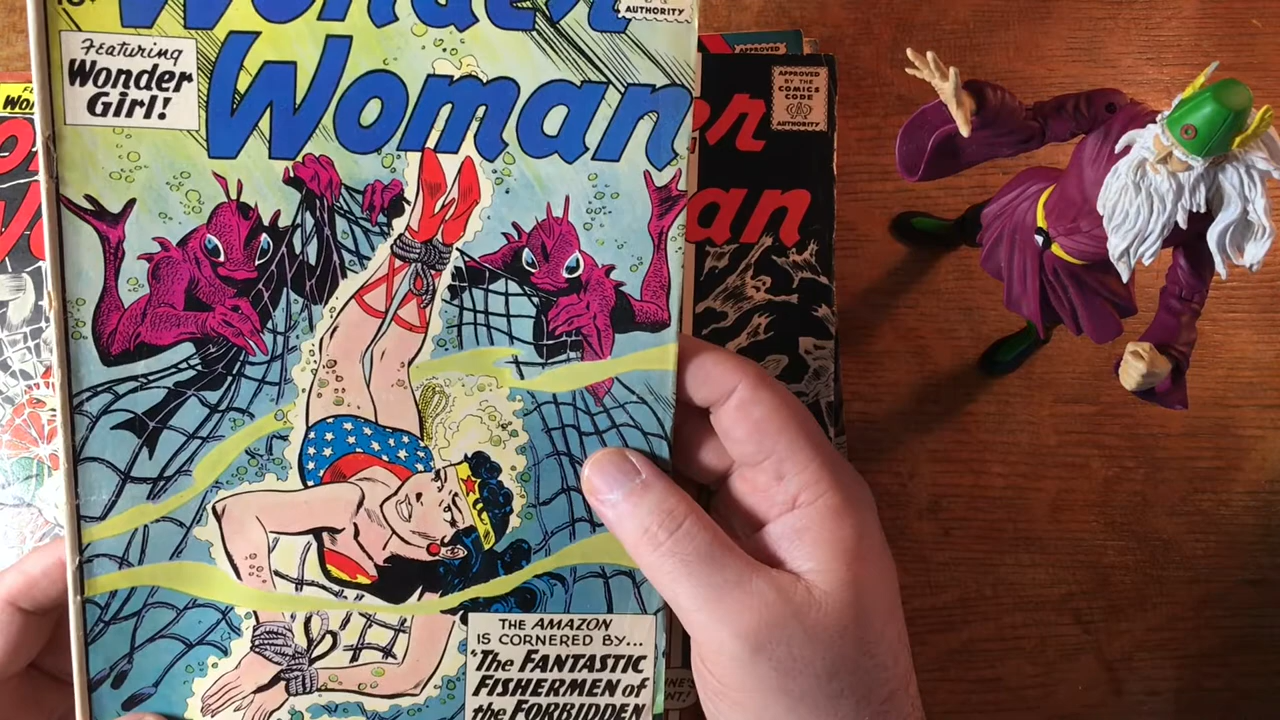 Wonder
AUTHORITY
Woman
Featuring
Wonder
Girl!
THE AMAZON
IS CORNERED BY...
'The FANTASTIC
FISHERMEN of
the FORBIDDEN
APPROVED
APPROVED
BY THE
COMICS
CODE
AUTHORITY
er
an